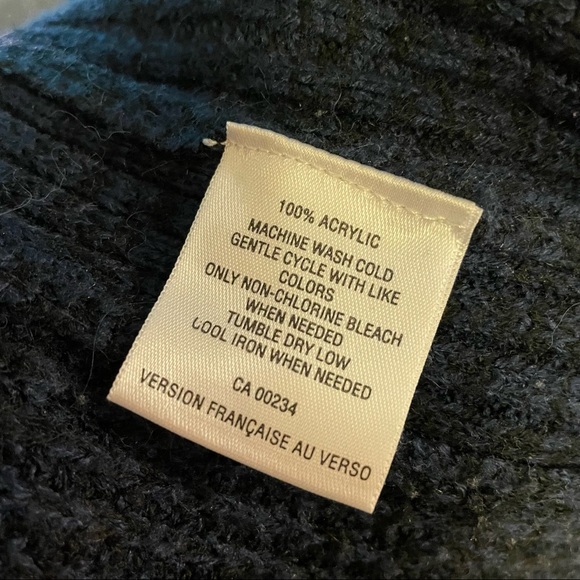 100% ACRYLIC
MACHINE WASH COLD
GENTLE CYCLE WITH LIKE
COLORS
ONLY NON-CHLORINE BLEACH
WHEN NEEDED
TUMBLE DRY LOW
COOL IRON WHEN NEEDED
CA 00234
VERSION FRANÇAISE AU VERSO